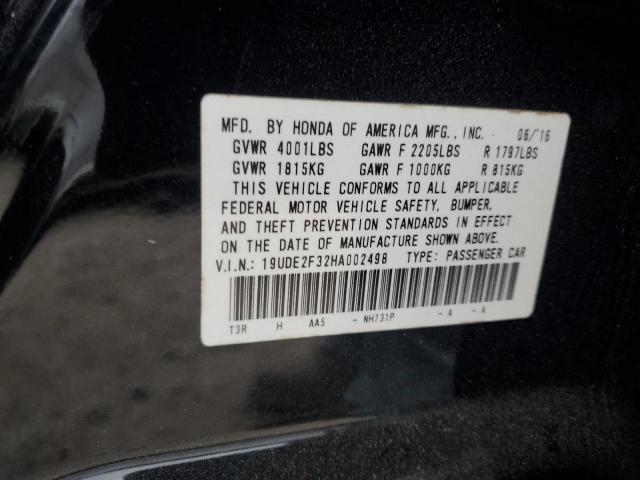 MFD. BY HONDA OF AMERICA MFG., INC. 06/'16
GVWR 4001LBS GAWR F 2205LBS R 1797LBS
GVWR 1815KG GAWR F 1000KG R 815KG
THIS VEHICLE CONFORMS TO ALL APPLICABLE
FEDERAL MOTOR VEHICLE SAFETY, BUMPER,
AND THEFT PREVENTION STANDARDS IN EFFECT
ON THE DATE OF MANUFACTURE SHOWN ABOVE.
V.I.N.: 19UDE2F32HA002498 TYPE: PASSENGER CAR
T3R H AA5 - NH731P - A - A